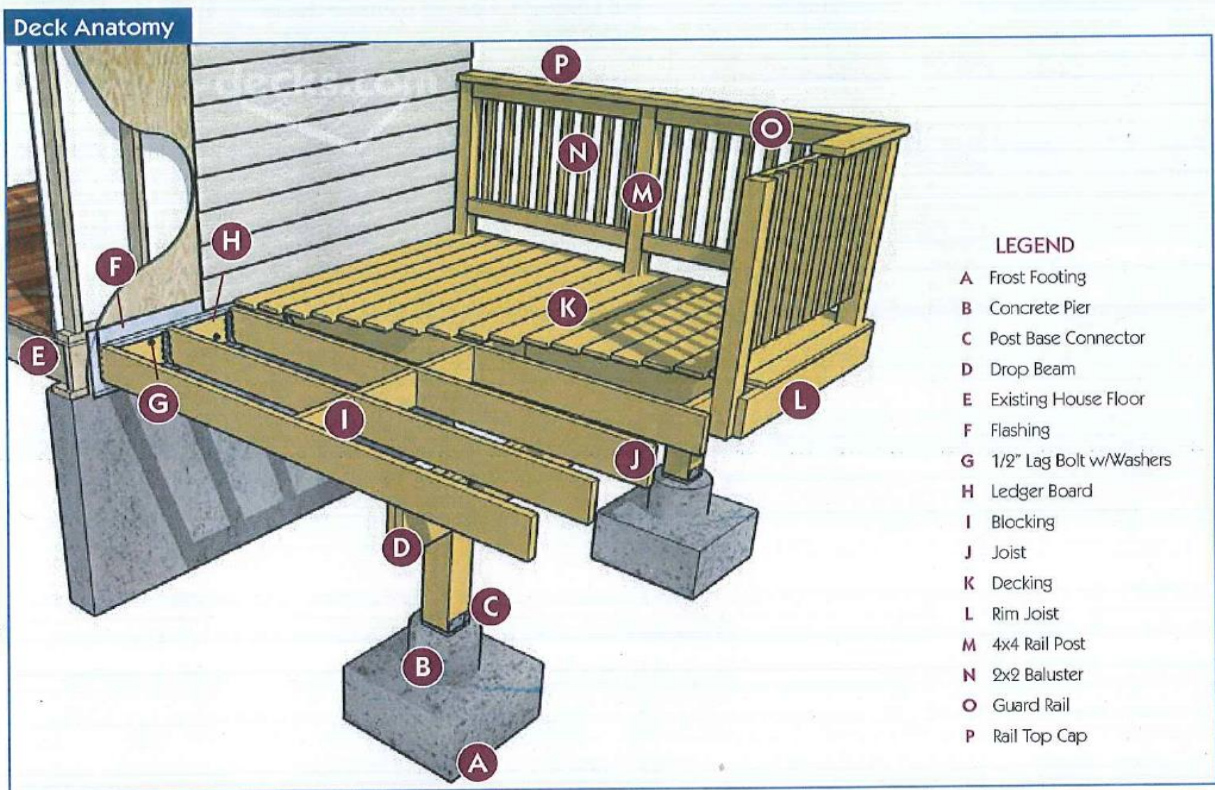 Deck Anatomy
decks.com
P
O
N
M
H
F
K
E
G
L
I
J
D
C
B
A
LEGEND
A Frost Footing
B Concrete Pier
C Post Base Connector
D Drop Beam
E Existing House Floor
F Flashing
G 1/2" Lag Bolt w/Washers
H Ledger Board
I Blocking
J Joist
K Decking
L Rim Joist
M 4x4 Rail Post
N 2x2 Baluster
O Guard Rail
P Rail Top Cap